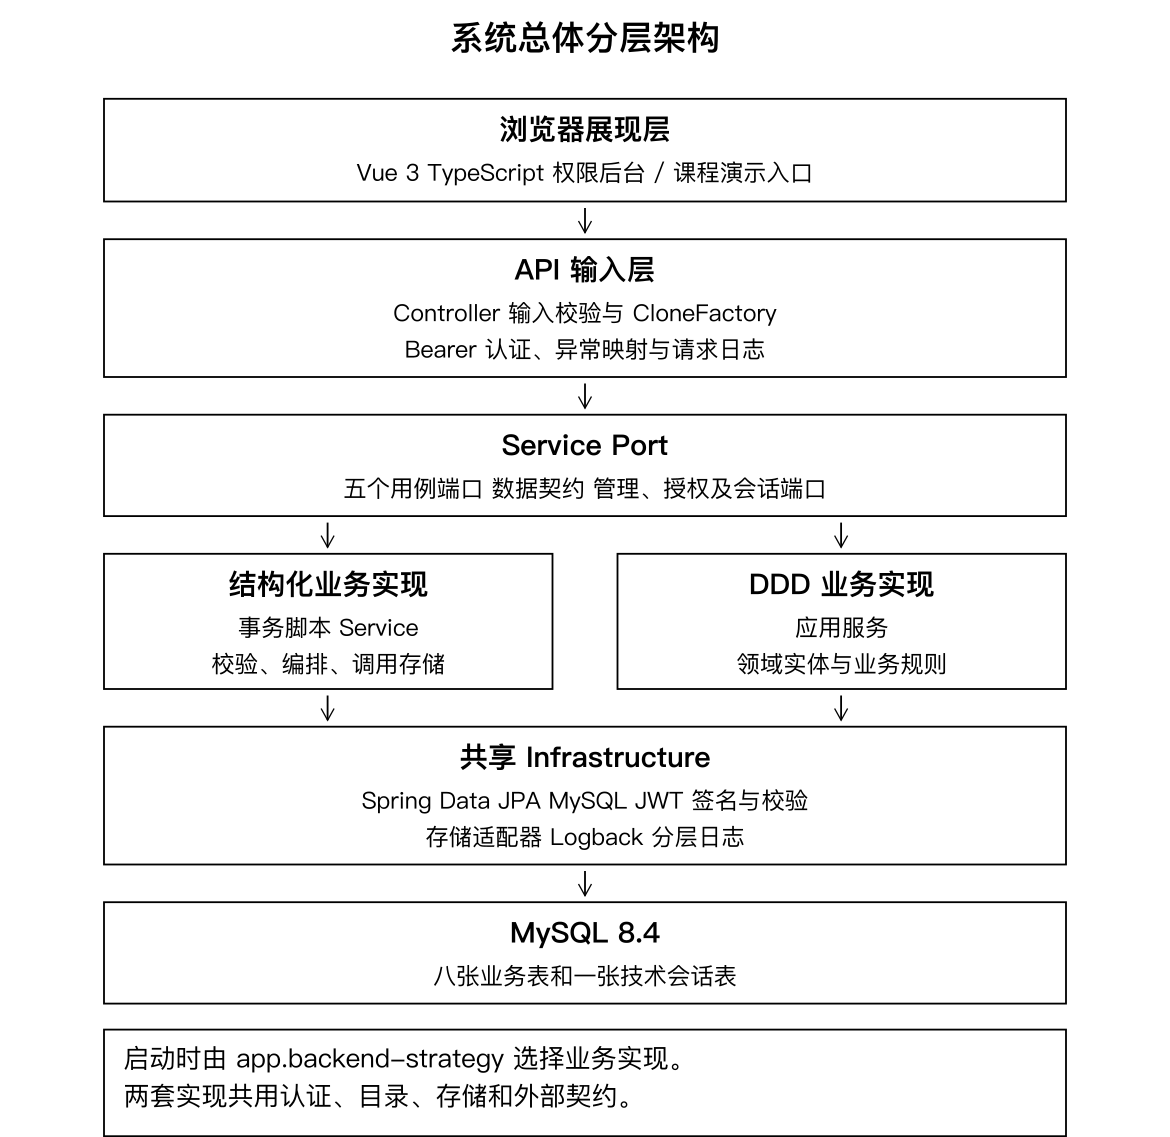 系统总体分层架构
浏览器展现层
Vue 3 TypeScript 权限后台 / 课程演示入口
API 输入层
Controller 输入校验与 CloneFactory
Bearer 认证、异常映射与请求日志
Service Port
五个用例端口 数据契约 管理、授权及会话端口
结构化业务实现
事务脚本 Service
校验、编排、调用存储
DDD 业务实现
应用服务
领域实体与业务规则
共享 Infrastructure
Spring Data JPA MySQL JWT 签名与校验
存储适配器 Logback 分层日志
MySQL 8.4
八张业务表和一张技术会话表
启动时由 app.backend-strategy 选择业务实现。
两套实现共用认证、目录、存储和外部契约。